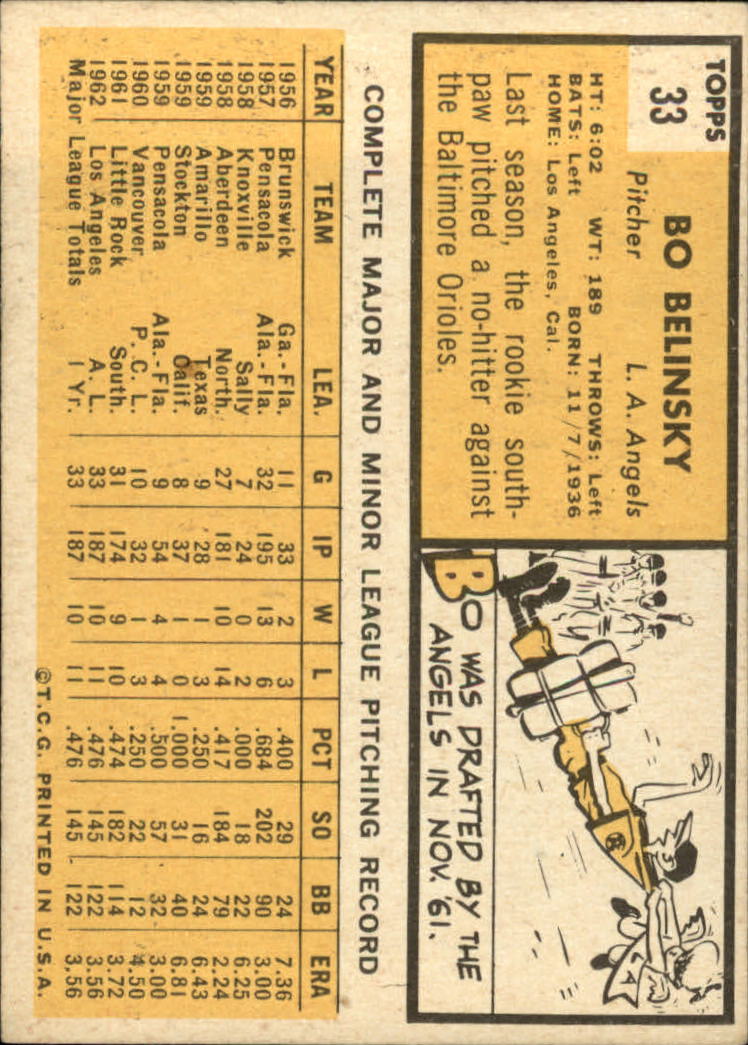 TOPPS
33
BO BELINSKY
Pitcher L. A. Angels
HT: 6:02 WT: 189 THROWS: Left
BATS: Left BORN: 11/7/1936
HOME: Los Angeles, Cal.
Last season, the rookie south-
paw pitched a no-hitter against
the Baltimore Orioles.
BO WAS DRAFTED BY THE
ANGELS IN NOV. '61.
COMPLETE MAJOR AND MINOR LEAGUE PITCHING RECORD
YEAR TEAM LEA. G IP W L PCT SO BB ERA
1956 Brunswick Ga.-Fla. 11 33 2 3 .400 29 24 7.36
1957 Pensacola Ala.-Fla. 32 195 13 6 .684 202 90 3.00
1958 Knoxville Sally 7 24 0 2 .000 18 22 6.25
1958 Aberdeen North. 27 181 10 14 .417 184 79 2.24
1959 Amarillo Texas 9 28 1 3 .250 16 24 6.43
1959 Stockton Calif. 8 37 1 0 1.000 31 40 6.81
1959 Pensacola Ala.-Fla. 9 54 4 4 .500 57 32 3.00
1960 Vancouver P. C. L. 10 32 1 3 .250 22 12 4.50
1961 Little Rock South. 31 174 9 10 .474 182 114 3.72
1962 Los Angeles A. L. 33 187 10 11 .476 145 122 3.56
Major League Totals 1 Yr. 33 187 10 11 .476 145 122 3.56
©T.C.G. PRINTED IN U.S.A.